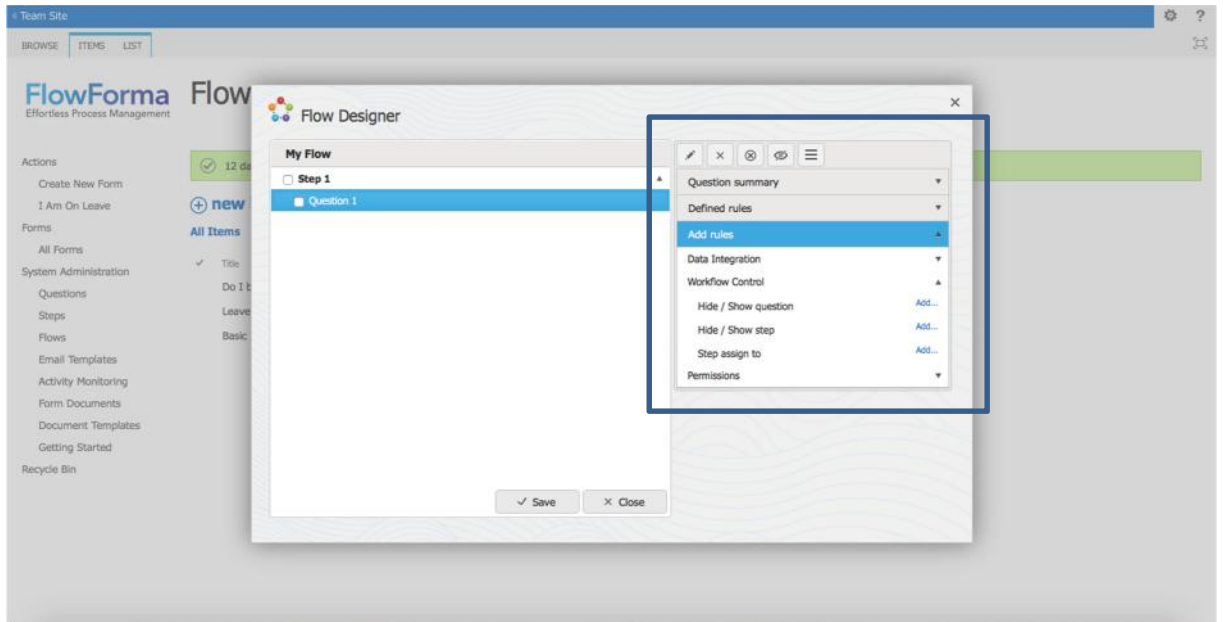 Team Site
?
BROWSE ITEMS LIST
FlowForma
Effortless Process Management
Flow
Actions
Create New Form
I Am On Leave
Forms
All Forms
System Administration
Questions
Steps
Flows
Email Templates
Activity Monitoring
Form Documents
Document Templates
Getting Started
Recycle Bin
12 da
new
All Items
Title
Do I b
Leave
Basic
Flow Designer
My Flow
Step 1
Question 1
Save
Close
Question summary
Defined rules
Add rules
Data Integration
Workflow Control
Hide / Show question Add...
Hide / Show step Add...
Step assign to Add...
Permissions